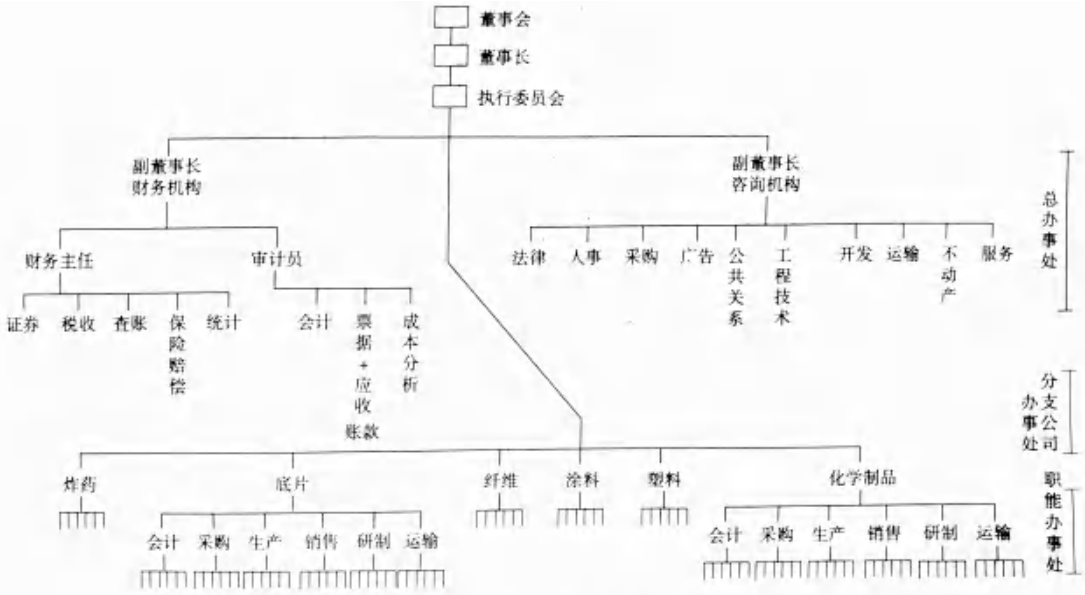 董事会
董事长
执行委员会
副董事长
财务机构
副董事长
咨询机构
总办事处
财务主任
审计员
法律
人事
采购
广告
公共关系
工程技术
开发
运输
不动产
服务
证券
税收
查账
保险赔偿
统计
会计
票据+应收
账款
成本分析
分支公司
办事处
炸药
底片
纤维
涂料
塑料
化学制品
职能办事处
会计
采购
生产
销售
研制
运输
会计
采购
生产
销售
研制
运输